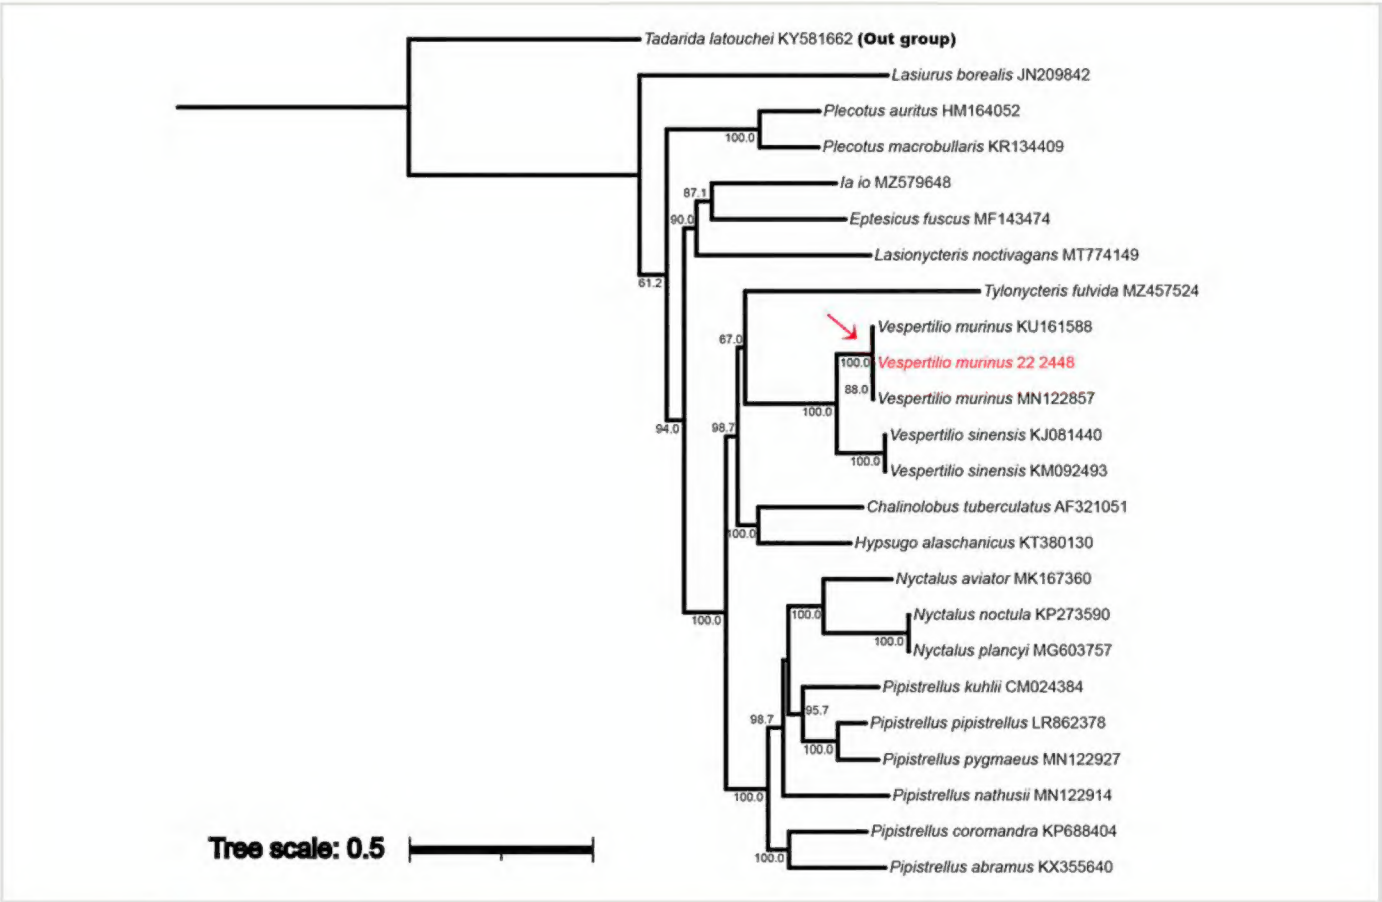 Tadarida latouchei KY581662 (Out group)
Lasiurus borealis JN209842
Plecotus auritus HM164052
100.0
Plecotus macrobullaris KR134409
Ia io MZ579648
87.1
Eptesicus fuscus MF143474
90.0
Lasionycteris noctivagans MT774149
61.2
Tylonycteris fulvida MZ457524
Vespertilio murinus KU161588
67.0
100.0
Vespertilio murinus 22 2448
88.0
Vespertilio murinus MN122857
100.0
94.0
98.7
Vespertilio sinensis KJ081440
100.0
Vespertilio sinensis KM092493
Chalinolobus tuberculatus AF321051
100.0
Hypsugo alaschanicus KT380130
Nyctalus aviator MK167360
100.0
Nyctalus noctula KP273590
100.0
100.0
Nyctalus plancyi MG603757
Pipistrellus kuhlii CM024384
95.7
98.7
Pipistrellus pipistrellus LR862378
100.0
Pipistrellus pygmaeus MN122927
100.0
Pipistrellus nathusii MN122914
Pipistrellus coromandra KP688404
Tree scale: 0.5
100.0
Pipistrellus abramus KX355640